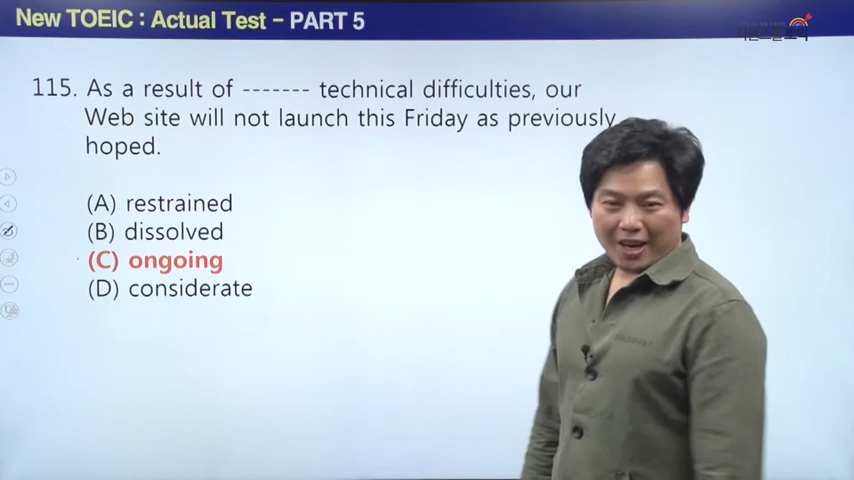 New TOEIC : Actual Test - PART 5
115. As a result of ------- technical difficulties, our
Web site will not launch this Friday as previously
hoped.
(A) restrained
(B) dissolved
(C) ongoing
(D) considerate